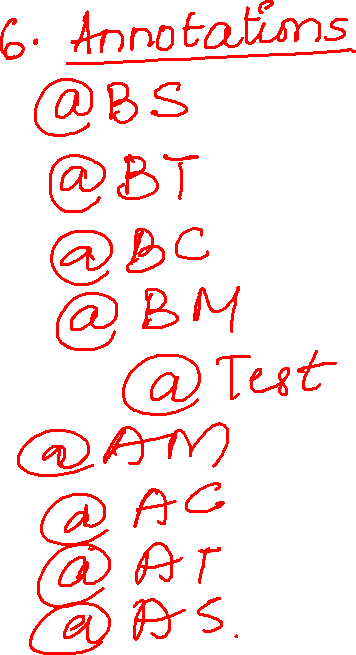 6. Annotations
@BS
@BT
@BC
@BM
@Test
@AM
@AC
@AT
@AS.